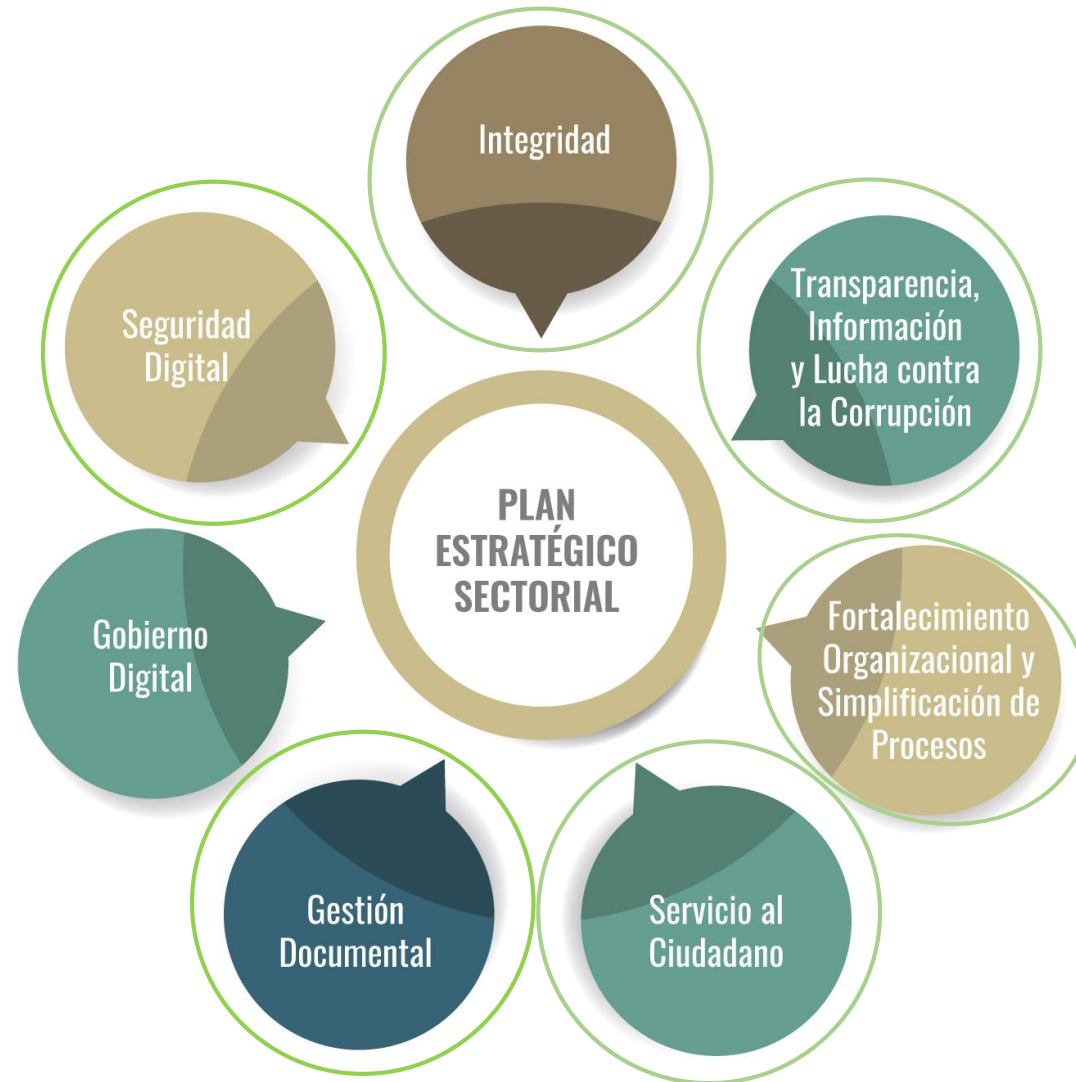 Integridad
Transparencia,
Información
y Lucha contra
la Corrupción
Seguridad
Digital
PLAN
ESTRATÉGICO
SECTORIAL
Fortalecimiento
Organizacional y
Simplificación de
Procesos
Gobierno
Digital
Gestión
Documental
Servicio al
Ciudadano